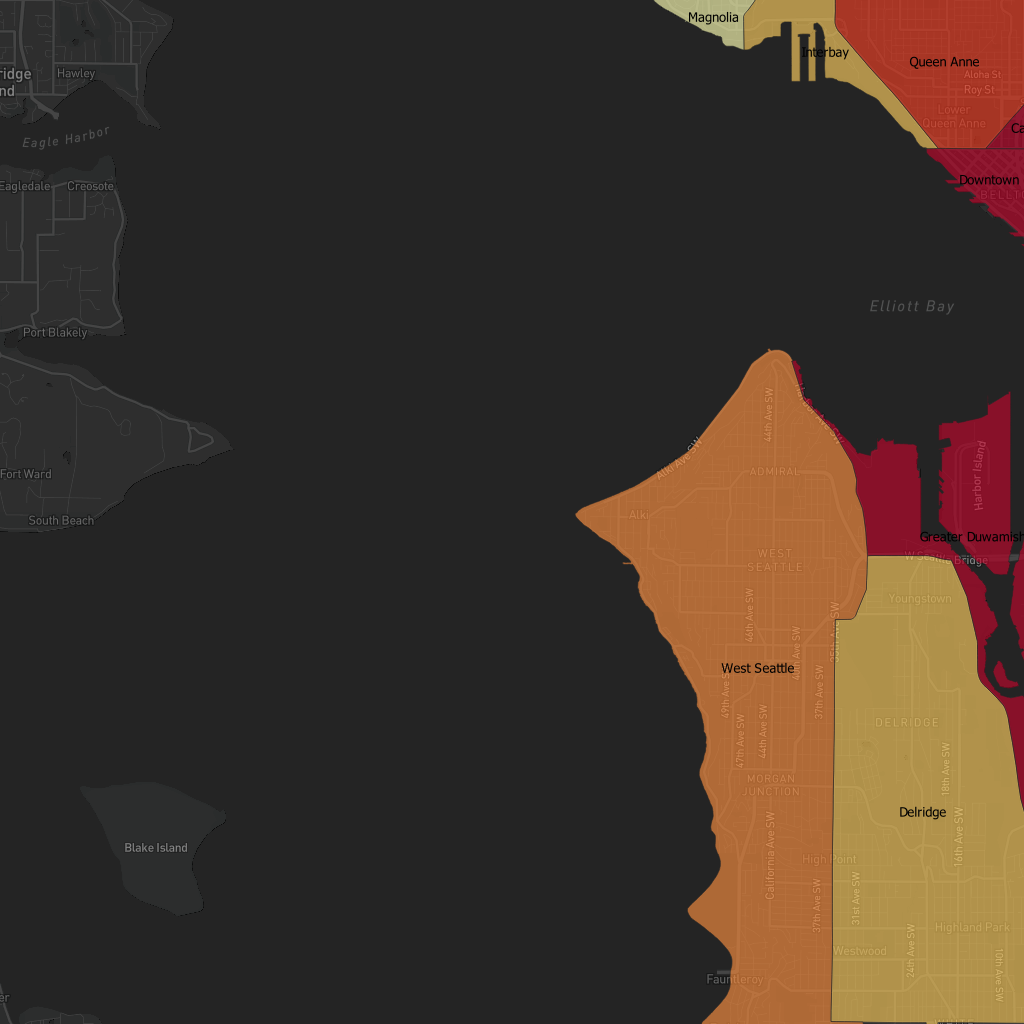 Magnolia
Interbay
Queen Anne
Aloha St
Roy St
Lower
Queen Anne
Hawley
Eagle Harbor
Eagledale
Creosote
Downtown
Elliott Bay
Port Blakely
Harbor Ave SW
44th Ave SW
Alki Ave SW
ADMIRAL
Harbor Island
Fort Ward
South Beach
Alki
Greater Duwamish
WEST
SEATTLE
W Seattle Bridge
Youngstown
46th Ave SW
35th Ave SW
40th Ave SW
West Seattle
49th Ave SW
37th Ave SW
44th Ave SW
47th Ave SW
DELRIDGE
18th Ave SW
MORGAN
JUNCTION
Delridge
16th Ave SW
Blake Island
California Ave SW
High Point
37th Ave SW
31st Ave SW
Highland Park
24th Ave SW
Westwood
10th Ave SW
Fauntleroy